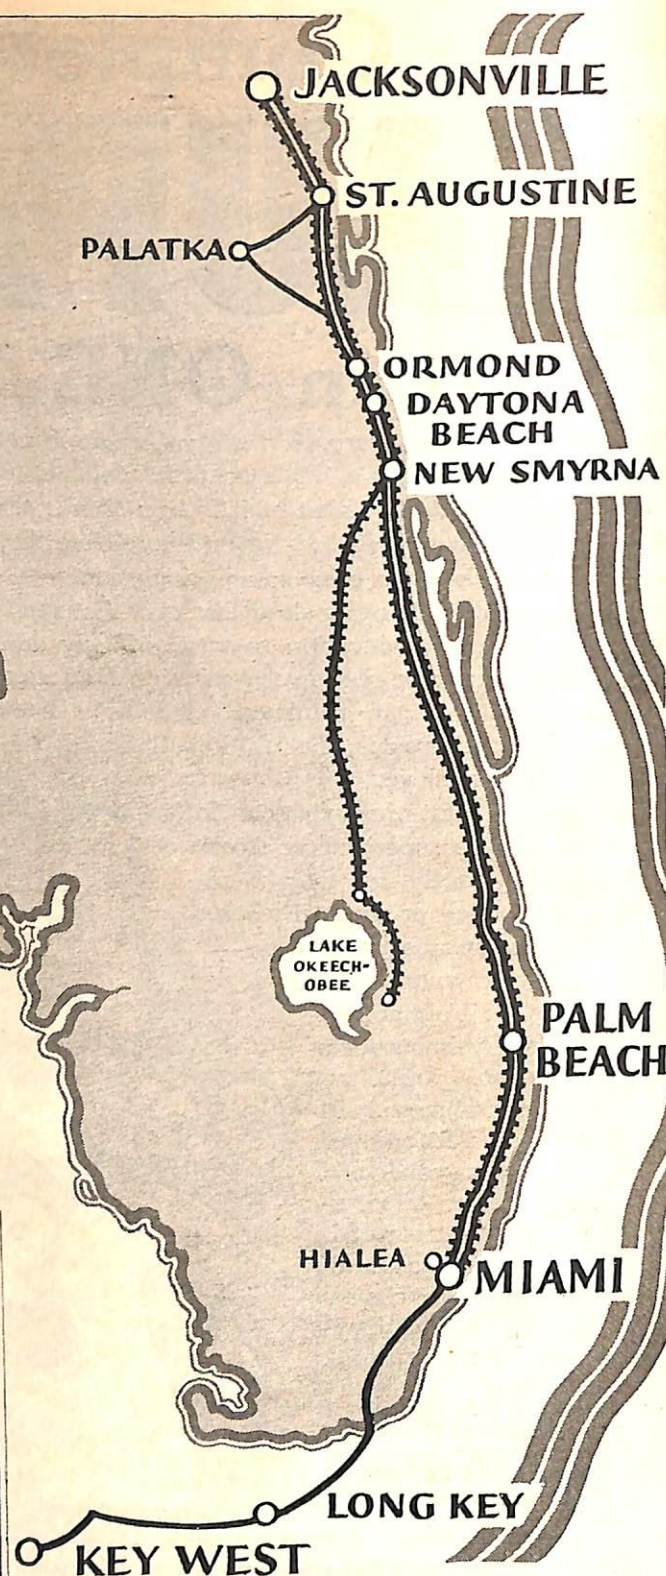 JACKSONVILLE
ST. AUGUSTINE
PALATKA
ORMOND
DAYTONA
BEACH
NEW SMYRNA
LAKE
OKEECH-
OBEE
PALM
BEACH
HIALEA
MIAMI
LONG KEY
KEY WEST